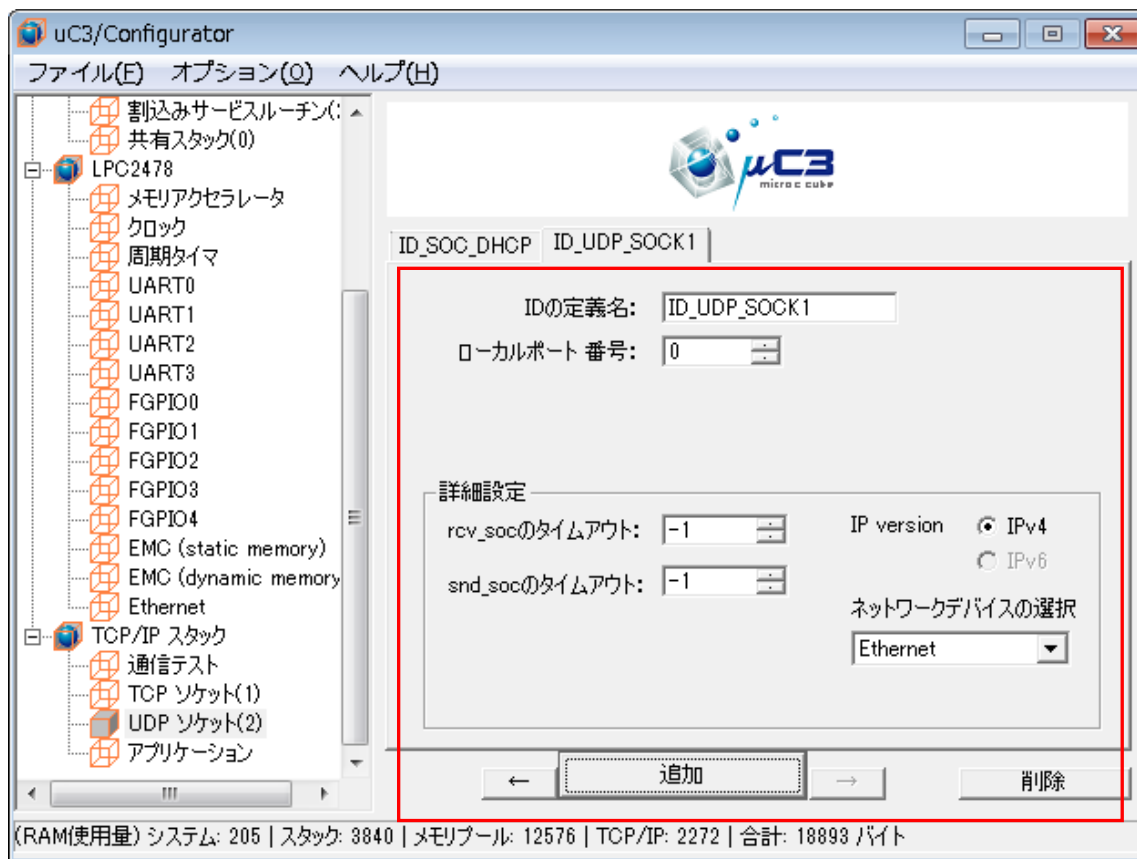 uC3/Configurator
ファイル(F) オプション(O) ヘルプ(H)
割込みサービスルーチン(
共有スタック(0)
LPC2478
メモリアクセラレータ
クロック
周期タイマ
UART0
UART1
UART2
UART3
FGPIO0
FGPIO1
FGPIO2
FGPIO3
FGPIO4
EMC (static memory)
EMC (dynamic memory
Ethernet
TCP/IP スタック
通信テスト
TCP ソケット(1)
UDP ソケット(2)
アプリケーション
μC3
micro c cube
ID_SOC_DHCP ID_UDP_SOCK1
IDの定義名: ID_UDP_SOCK1
ローカルポート 番号: 0
詳細設定
rcv_socのタイムアウト: -1
IP version IPv4
IPv6
snd_socのタイムアウト: -1
ネットワークデバイスの選択
Ethernet
← 追加 → 削除
(RAM使用量) システム: 205 | スタック: 3840 | メモリプール: 12576 | TCP/IP: 2272 | 合計: 18893 バイト